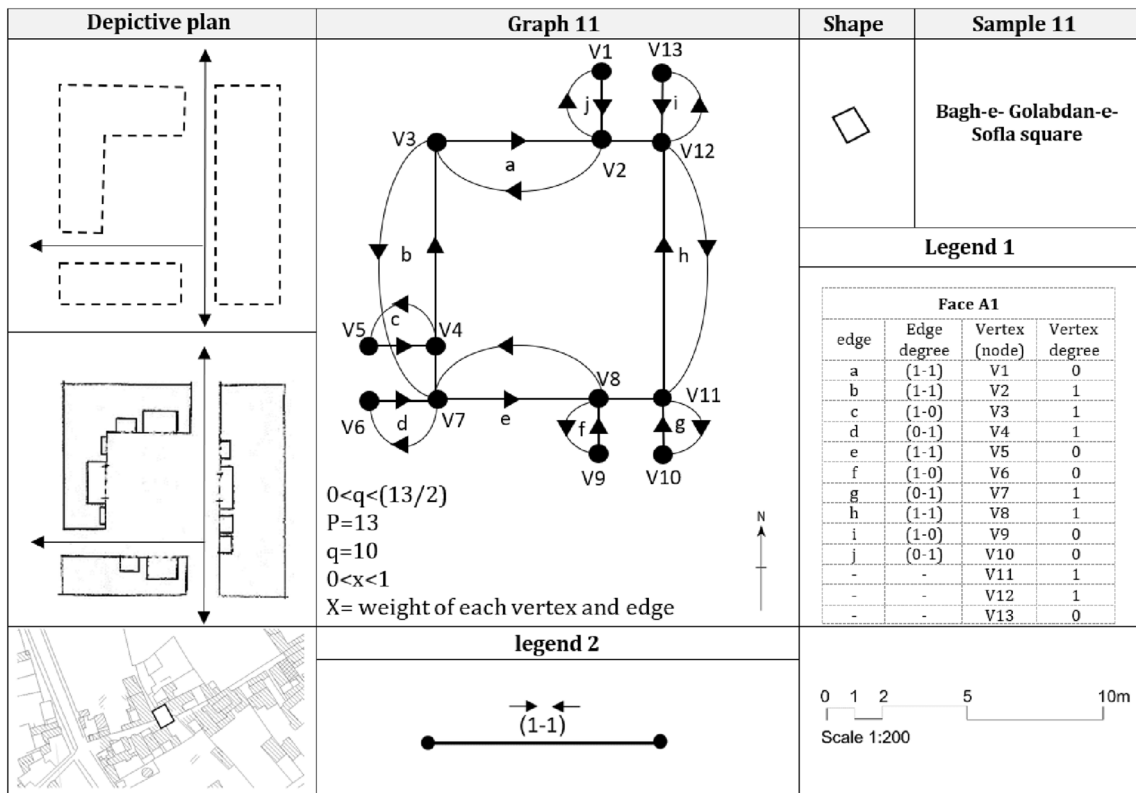 Depictive plan
Graph 11
Shape
Sample 11
V1
V13
j
i
V3
V2
V12
a
b
h
c
V5
V4
V6
d
V7
e
V8
V11
f
g
V9
V10
0<q<(13/2)
P=13
q=10
0<x<1
X= weight of each vertex and edge
N
Bagh-e- Golabdan-e-
Sofla square
Legend 1
Face A1
edge Edge degree Vertex (node) Vertex degree
a (1-1) V1 0
b (1-1) V2 1
c (1-0) V3 1
d (0-1) V4 1
e (1-1) V5 0
f (1-0) V6 0
g (0-1) V7 1
h (1-1) V8 1
i (1-0) V9 0
j (0-1) V10 0
- - V11 1
- - V12 1
- - V13 0
legend 2
(1-1)
0 1 2 5 10m
Scale 1:200